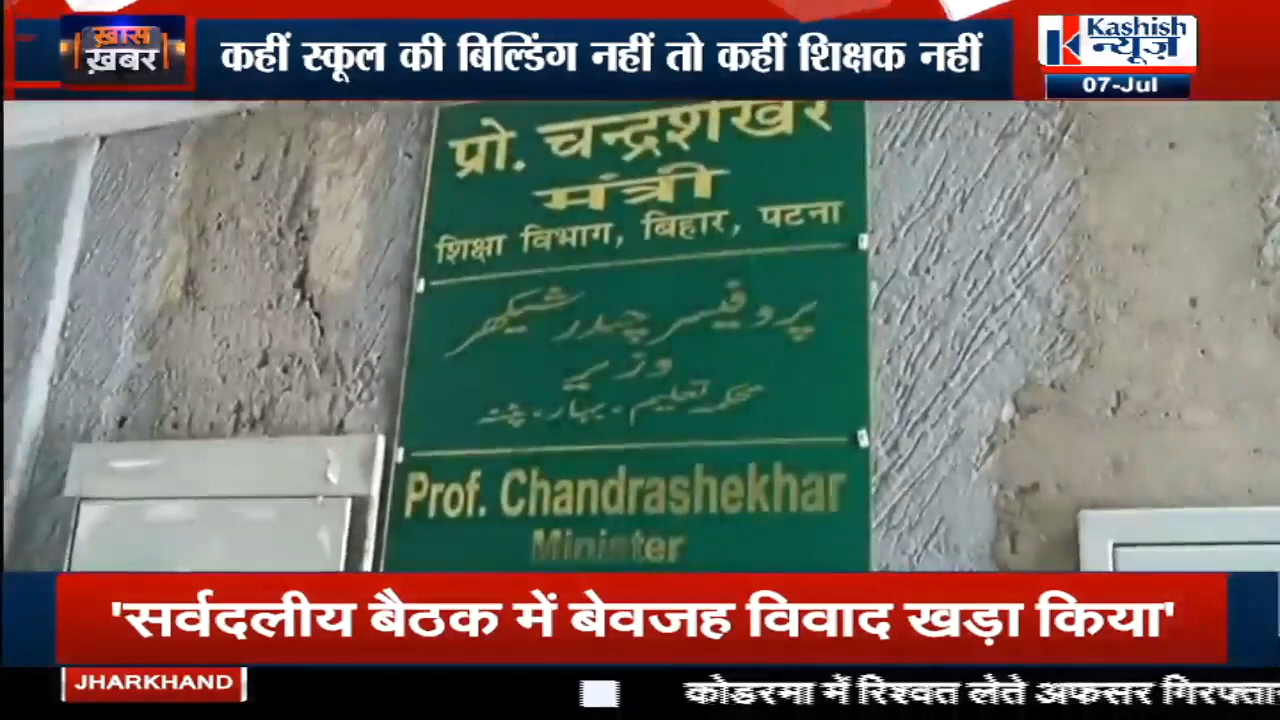 ख़ास
ख़बर
कहीं स्कूल की बिल्डिंग नहीं तो कहीं शिक्षक नहीं
Kashish
न्यूज़
07-Jul
प्रो. चन्द्रशेखर
मंत्री
शिक्षा विभाग, बिहार, पटना
پروفیسر چندر شیکھر
وزیر
محکمہ تعلیم ۔ بہار ۔ پٹنہ
Prof. Chandrashekhar
Minister
'सर्वदलीय बैठक में बेवजह विवाद खड़ा किया'
JHARKHAND
कोडरमा में रिश्वत लेते अफसर गिरफ्ता